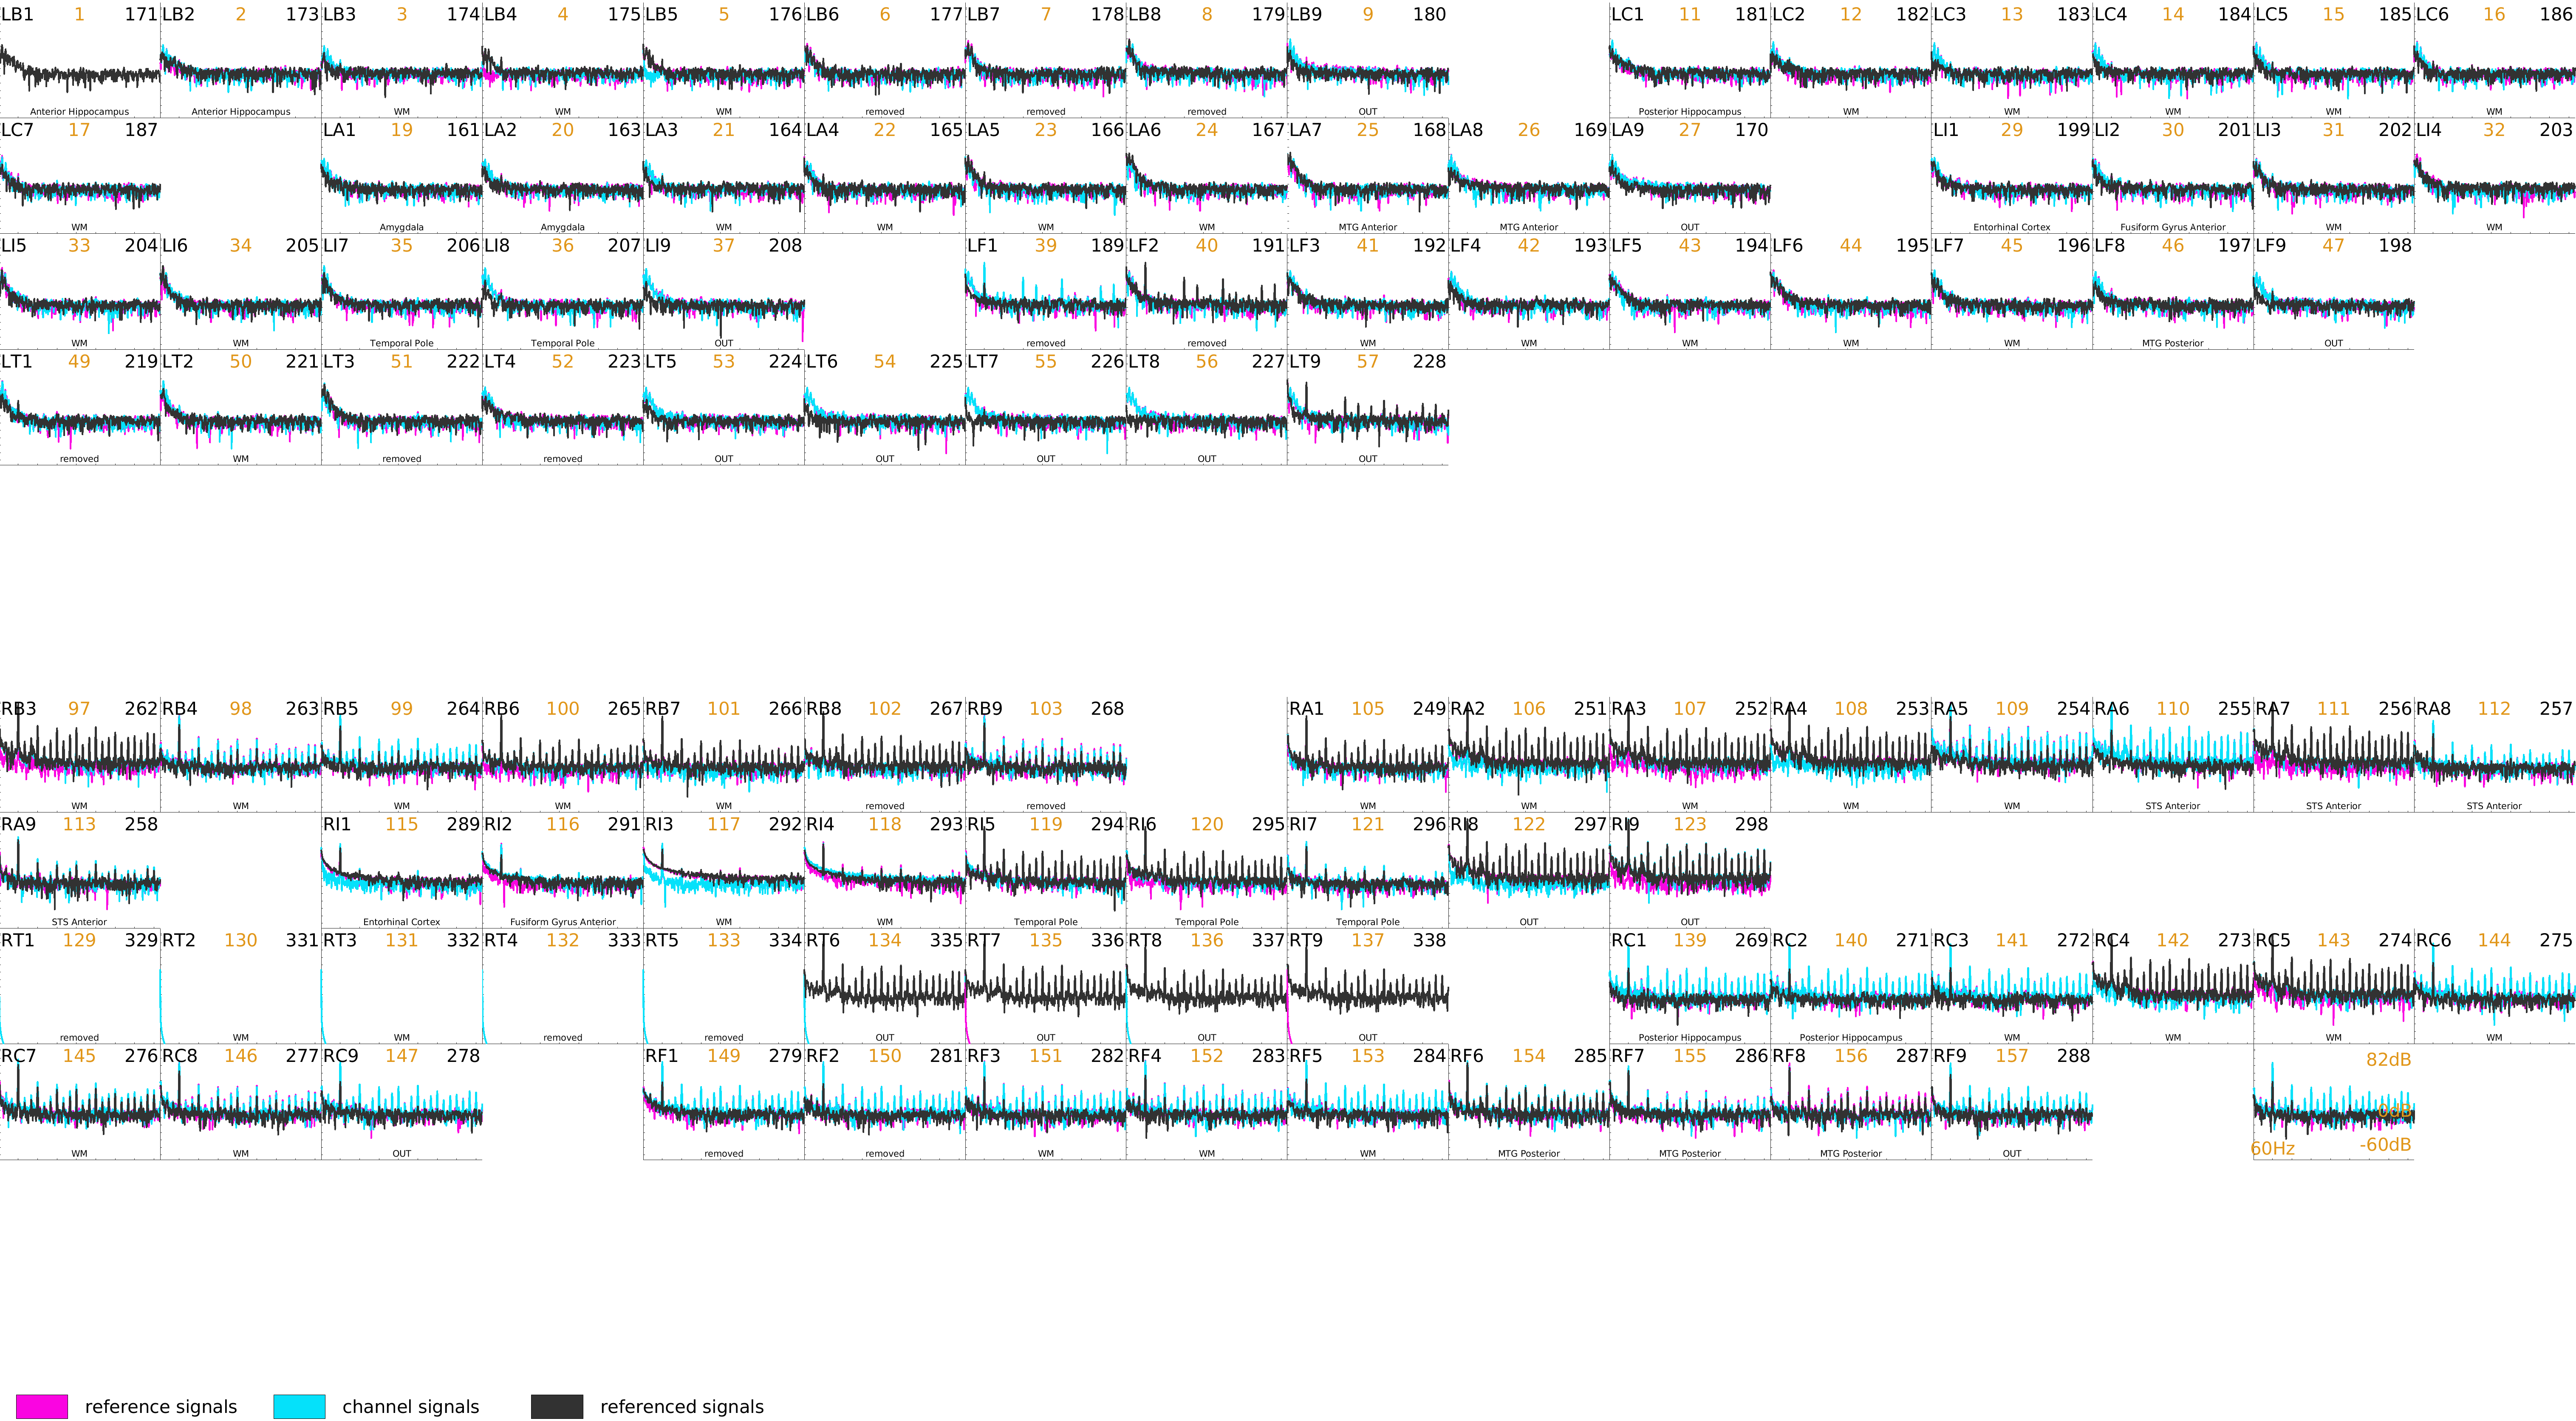 LB1 1 171 LB2 2 173 LB3 3 174 LB4 4 175 LB5 5 176 LB6 6 177 LB7 7 178 LB8 8 179 LB9 9 180 LC1 11 181 LC2 12 182 LC3 13 183 LC4 14 184 LC5 15 185 LC6 16 186
Anterior Hippocampus Anterior Hippocampus WM WM WM removed removed removed OUT Posterior Hippocampus WM WM WM WM WM
LC7 17 187 LA1 19 161 LA2 20 163 LA3 21 164 LA4 22 165 LA5 23 166 LA6 24 167 LA7 25 168 LA8 26 169 LA9 27 170 LI1 29 199 LI2 30 201 LI3 31 202 LI4 32 203
WM Amygdala Amygdala WM WM WM WM MTG Anterior MTG Anterior OUT Entorhinal Cortex Fusiform Gyrus Anterior WM WM
LI5 33 204 LI6 34 205 LI7 35 206 LI8 36 207 LI9 37 208 LF1 39 189 LF2 40 191 LF3 41 192 LF4 42 193 LF5 43 194 LF6 44 195 LF7 45 196 LF8 46 197 LF9 47 198
WM WM Temporal Pole Temporal Pole OUT removed removed WM WM WM WM WM MTG Posterior OUT
LT1 49 219 LT2 50 221 LT3 51 222 LT4 52 223 LT5 53 224 LT6 54 225 LT7 55 226 LT8 56 227 LT9 57 228
removed WM removed removed OUT OUT OUT OUT OUT
RB3 97 262 RB4 98 263 RB5 99 264 RB6 100 265 RB7 101 266 RB8 102 267 RB9 103 268 RA1 105 249 RA2 106 251 RA3 107 252 RA4 108 253 RA5 109 254 RA6 110 255 RA7 111 256 RA8 112 257
WM WM WM WM WM removed removed WM WM WM WM WM STS Anterior STS Anterior STS Anterior
RA9 113 258 RI1 115 289 RI2 116 291 RI3 117 292 RI4 118 293 RI5 119 294 RI6 120 295 RI7 121 296 RI8 122 297 RI9 123 298
STS Anterior Entorhinal Cortex Fusiform Gyrus Anterior WM WM Temporal Pole Temporal Pole Temporal Pole OUT OUT
RT1 129 329 RT2 130 331 RT3 131 332 RT4 132 333 RT5 133 334 RT6 134 335 RT7 135 336 RT8 136 337 RT9 137 338 RC1 139 269 RC2 140 271 RC3 141 272 RC4 142 273 RC5 143 274 RC6 144 275
removed WM WM removed removed OUT OUT OUT OUT Posterior Hippocampus Posterior Hippocampus WM WM WM WM
RC7 145 276 RC8 146 277 RC9 147 278 RF1 149 279 RF2 150 281 RF3 151 282 RF4 152 283 RF5 153 284 RF6 154 285 RF7 155 286 RF8 156 287 RF9 157 288
82dB
0dB
60Hz -60dB
WM WM OUT removed removed WM WM WM MTG Posterior MTG Posterior MTG Posterior OUT
reference signals channel signals referenced signals